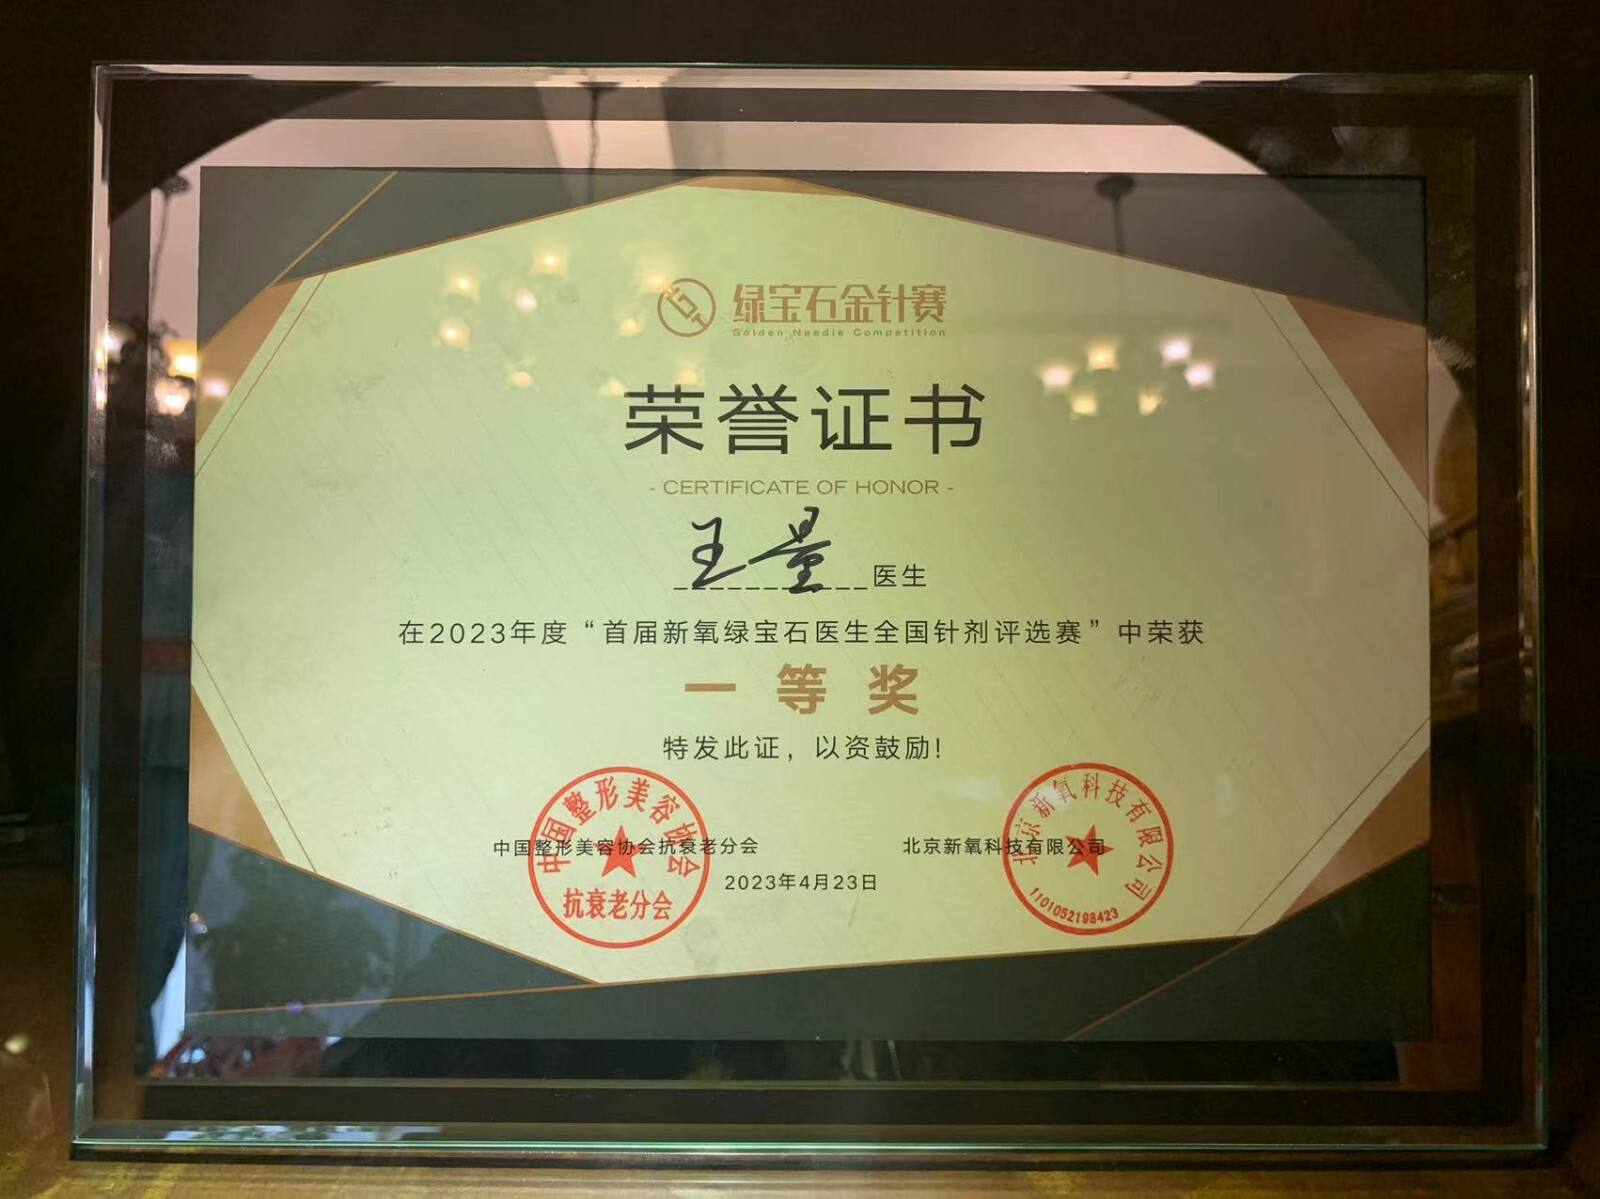 绿宝石金针赛
Golden Needle Competition
荣誉证书
- CERTIFICATE OF HONOR -
王量 医生
在2023年度“首届新氧绿宝石医生全国针剂评选赛”中荣获
一等奖
特发此证，以资鼓励!
中国整形美容协会
中国整形美容协会抗衰老分会
抗衰老分会
北京新氧科技有限公司
北京新氧科技有限公司
1101052198423
2023年4月23日